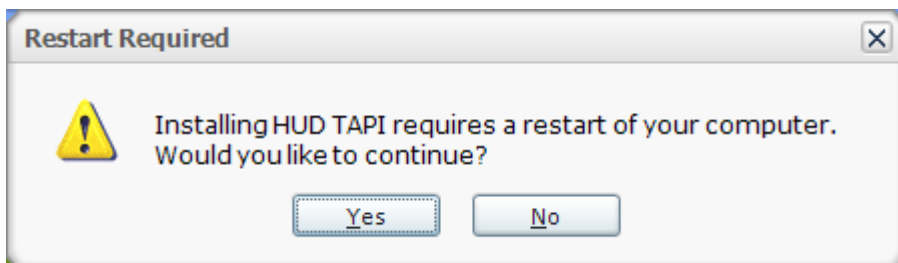 Restart Required
Installing HUD TAPI requires a restart of your computer.
Would you like to continue?
Yes
No